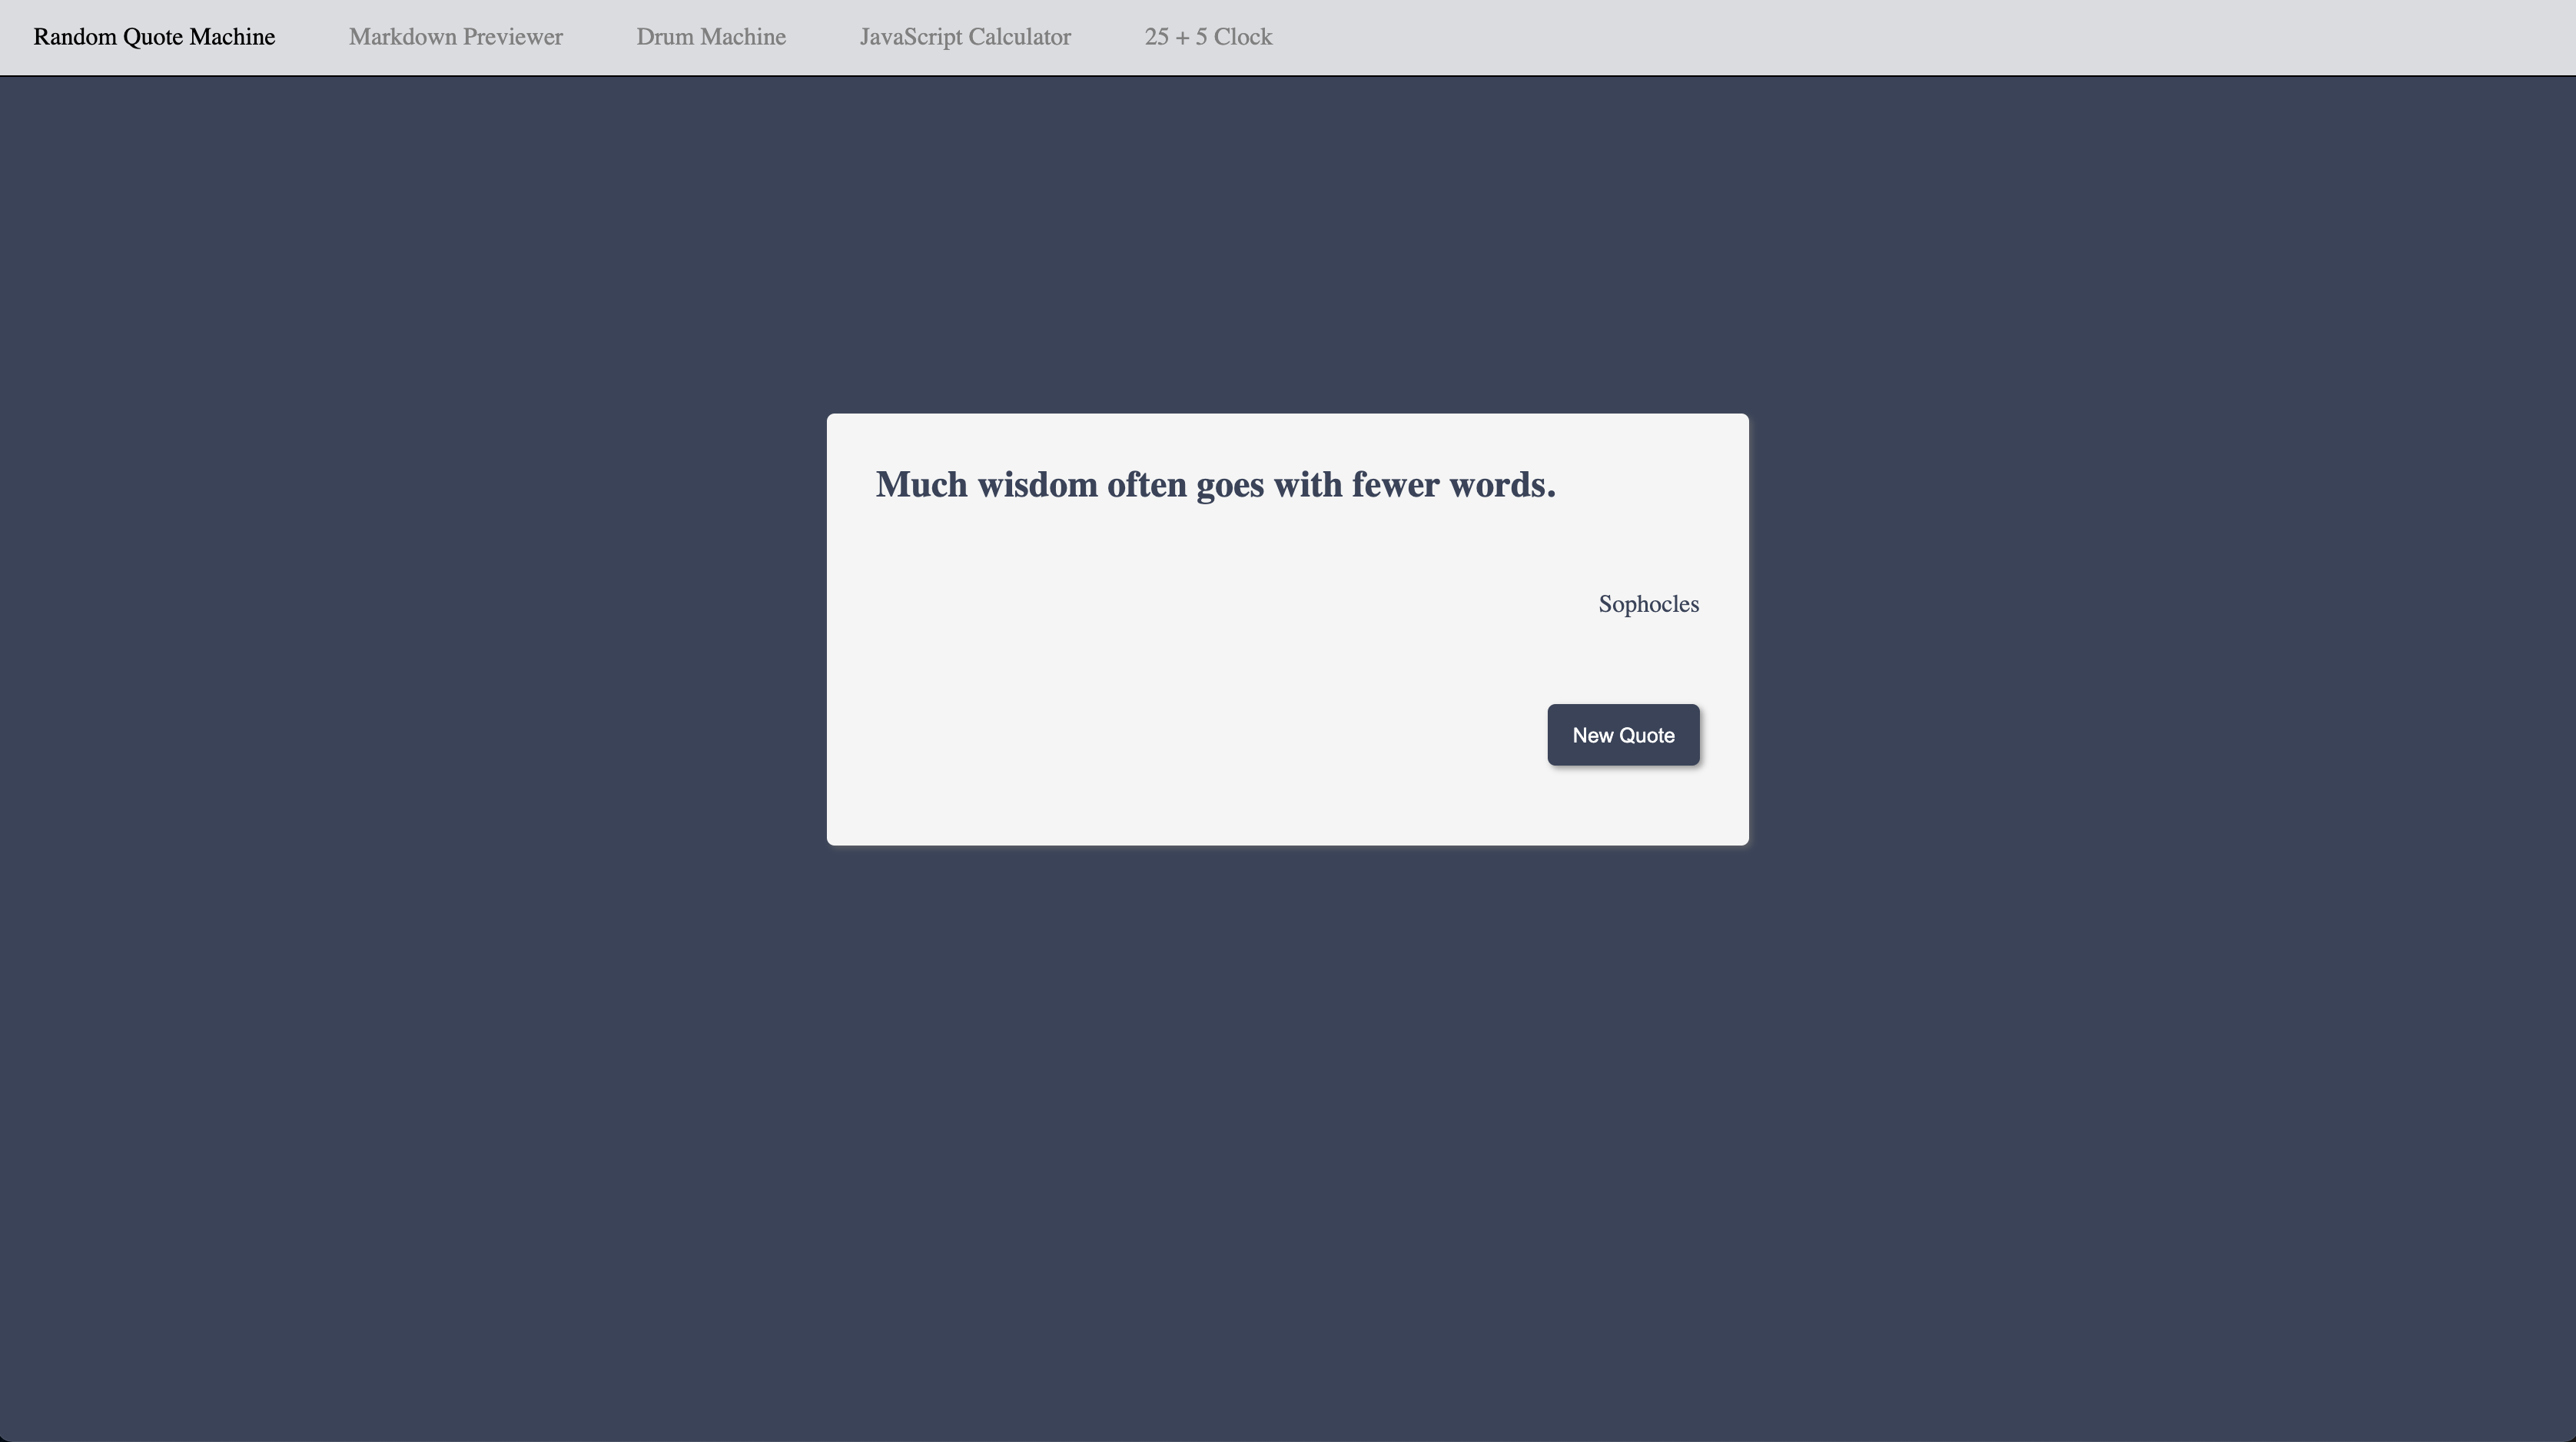 Random Quote Machine Markdown Previewer Drum Machine JavaScript Calculator 25 + 5 Clock
Much wisdom often goes with fewer words.
Sophocles
New Quote